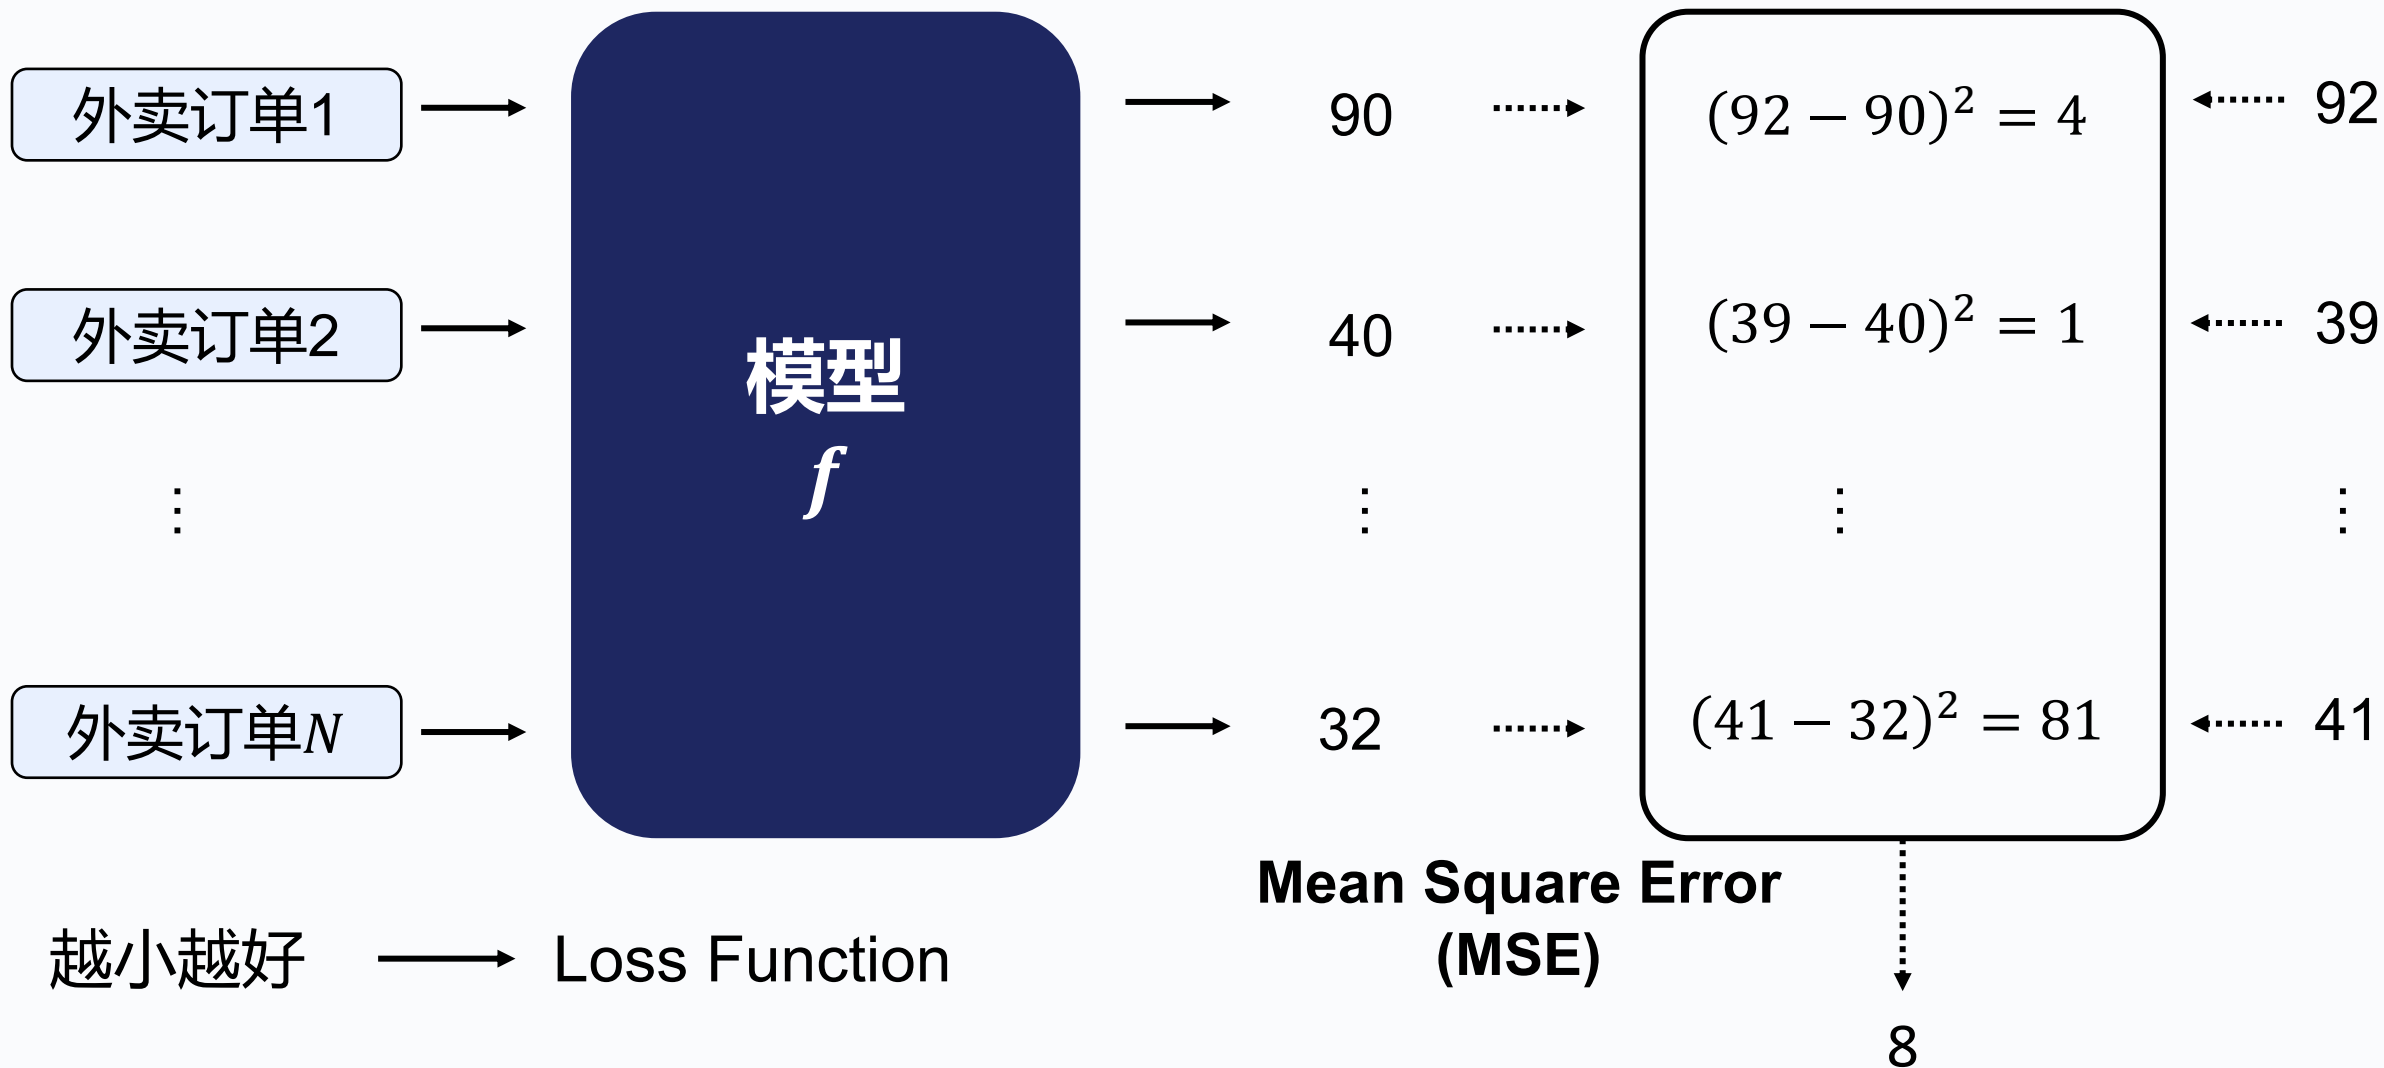 外卖订单1
90
(92 − 90)² = 4
92
外卖订单2
40
(39 − 40)² = 1
39
模型
f
⋮
⋮
⋮
⋮
外卖订单N
32
(41 − 32)² = 81
41
Mean Square Error
(MSE)
越小越好
Loss Function
8